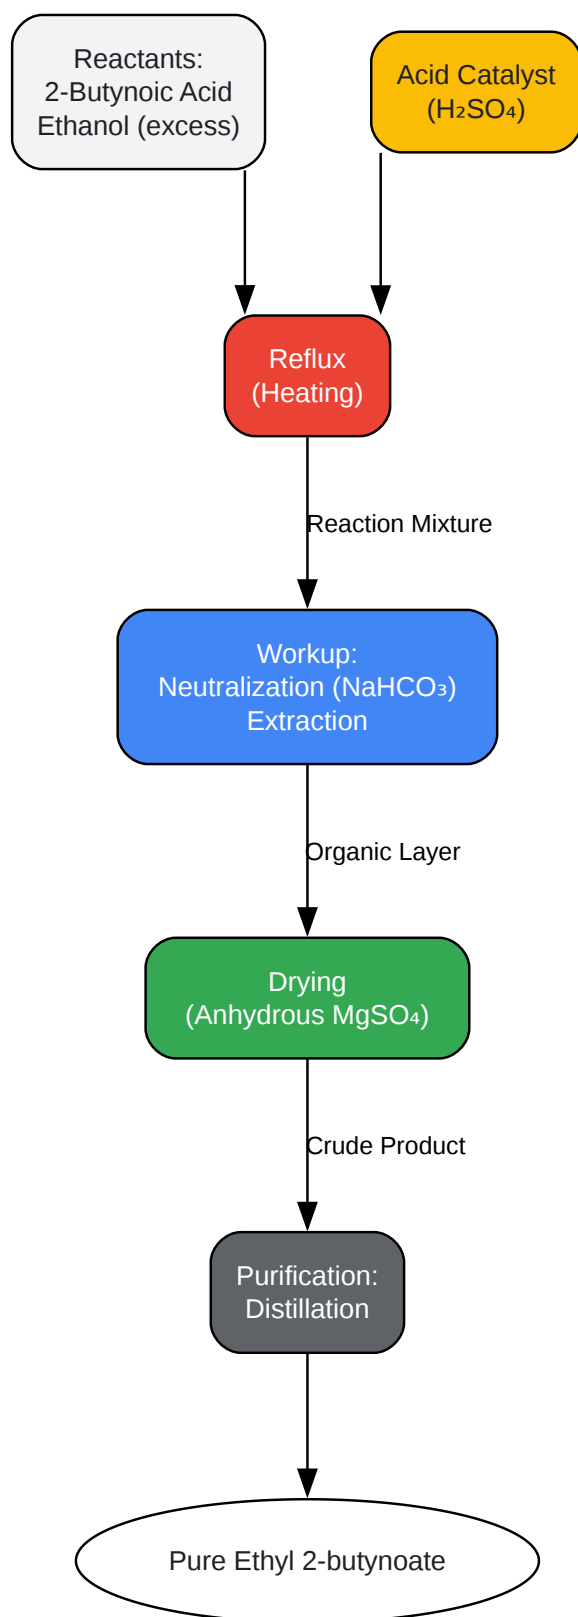 Reactants:
2-Butynoic Acid
Ethanol (excess)
Acid Catalyst
(H₂SO₄)
Reflux
(Heating)
Reaction Mixture
Workup:
Neutralization (NaHCO₃)
Extraction
Organic Layer
Drying
(Anhydrous MgSO₄)
Crude Product
Purification:
Distillation
Pure Ethyl 2-butynoate